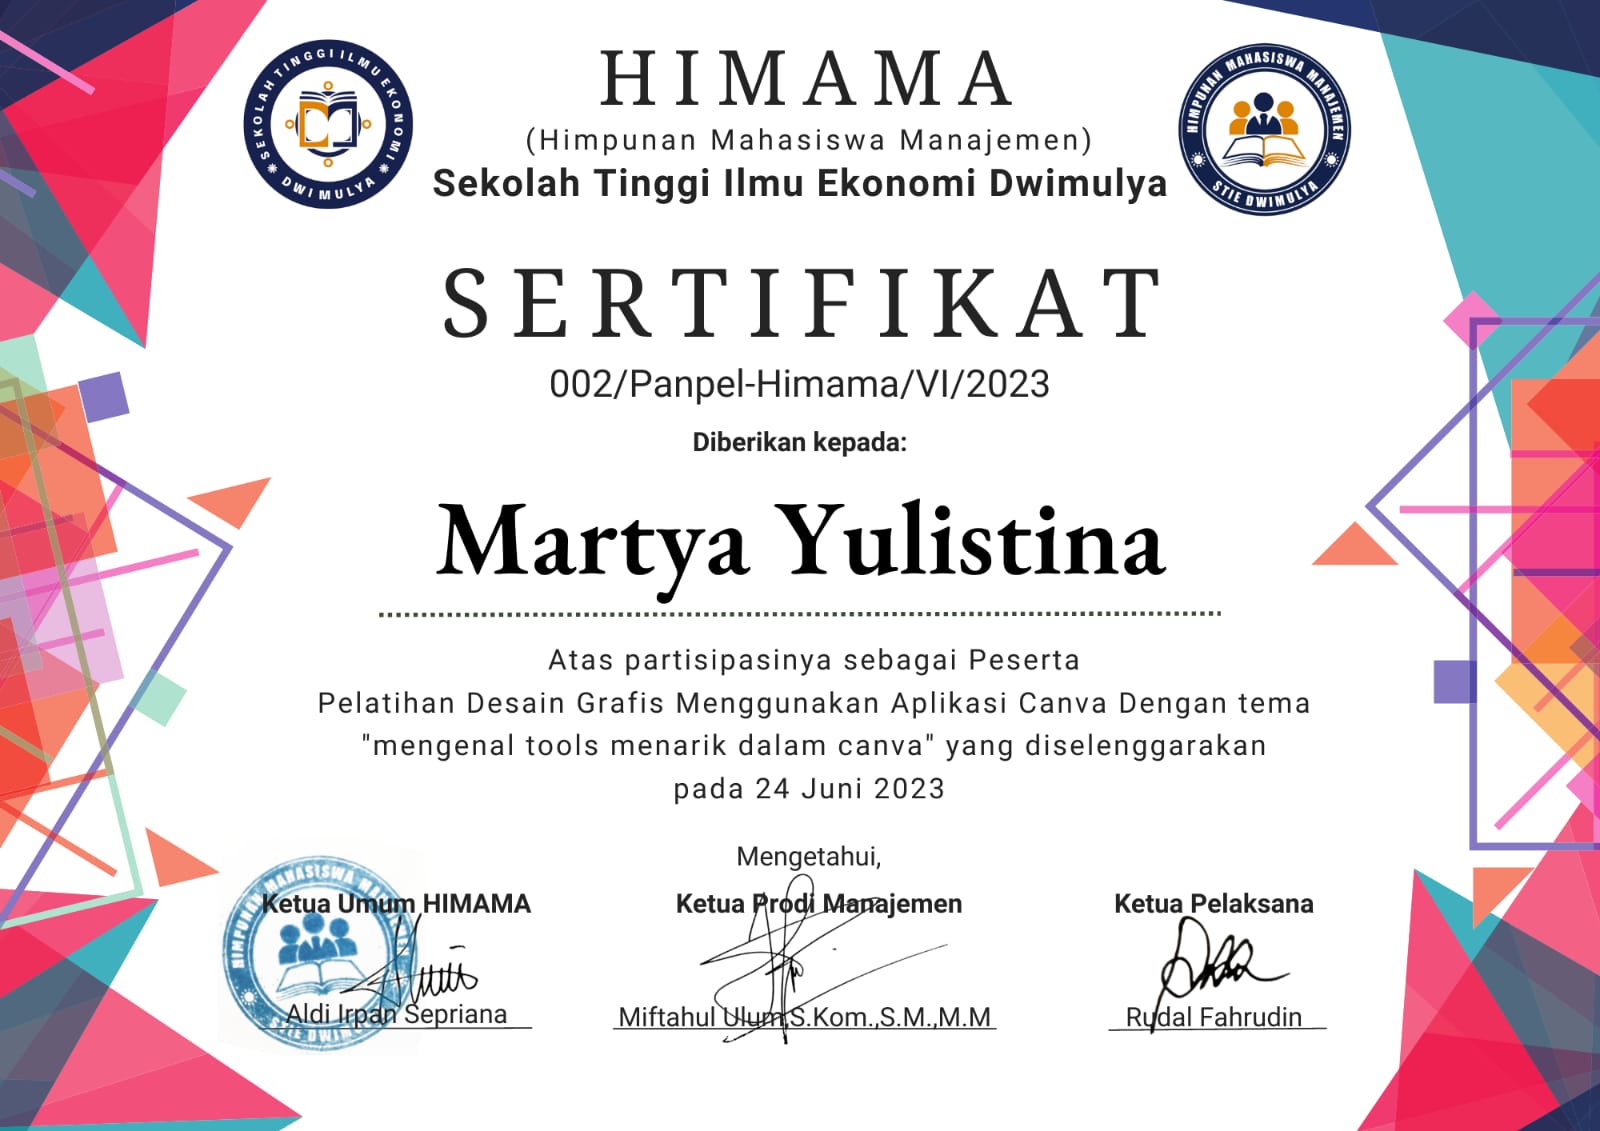 HIMAMA
(Himpunan Mahasiswa Manajemen)
Sekolah Tinggi Ilmu Ekonomi Dwimulya
SEKOLAH TINGGI ILMU EKONOMI
DWIMULYA
HIMPUNAN MAHASISWA MANAJEMEN
STIE DWIMULYA
SERTIFIKAT
002/Panpel-Himama/VI/2023
Diberikan kepada:
Martya Yulistina
Atas partisipasinya sebagai Peserta
Pelatihan Desain Grafis Menggunakan Aplikasi Canva Dengan tema
"mengenal tools menarik dalam canva" yang diselenggarakan
pada 24 Juni 2023
Mengetahui,
Ketua Umum HIMAMA
HIMPUNAN MAHASISWA MANAJEMEN
STIE DWIMULYA
Aldi Irpan Sepriana
Ketua Prodi Manajemen
Miftahul Ulum,S.Kom.,S.M.,M.M
Ketua Pelaksana
Rudal Fahrudin